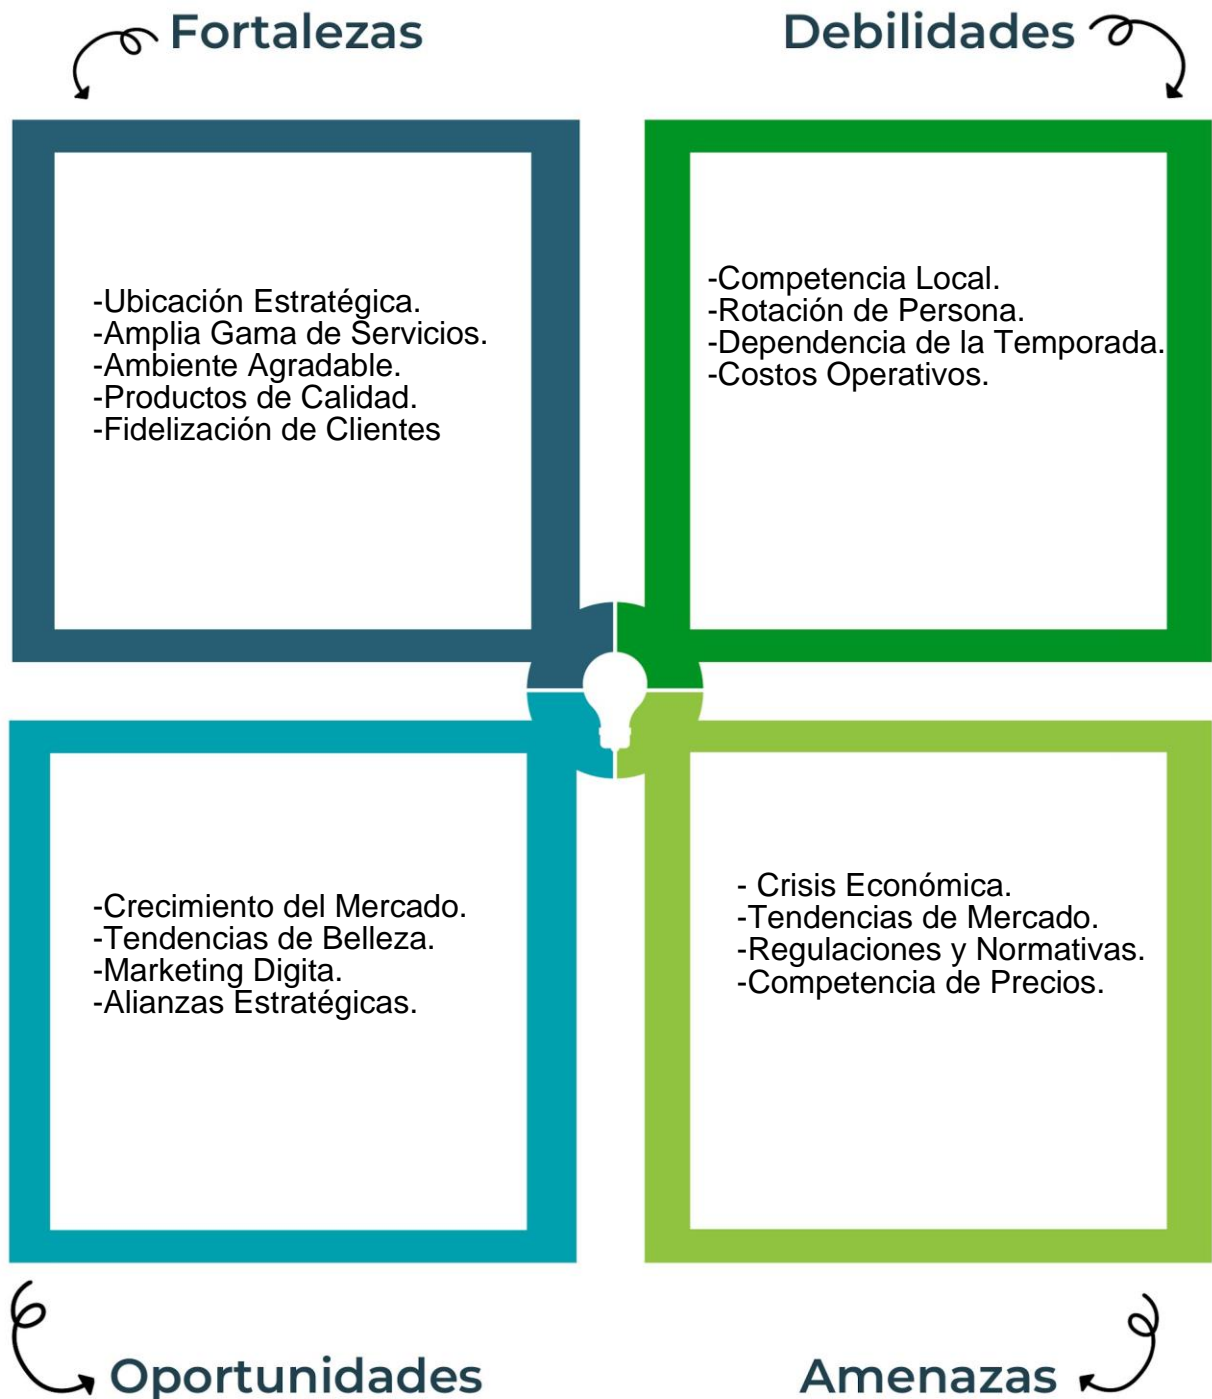 Fortalezas
-Ubicación Estratégica.
-Amplia Gama de Servicios.
-Ambiente Agradable.
-Productos de Calidad.
-Fidelización de Clientes
Debilidades
-Competencia Local.
-Rotación de Persona.
-Dependencia de la Temporada.
-Costos Operativos.
-Crecimiento del Mercado.
-Tendencias de Belleza.
-Marketing Digita.
-Alianzas Estratégicas.
Oportunidades
- Crisis Económica.
-Tendencias de Mercado.
-Regulaciones y Normativas.
-Competencia de Precios.
Amenazas